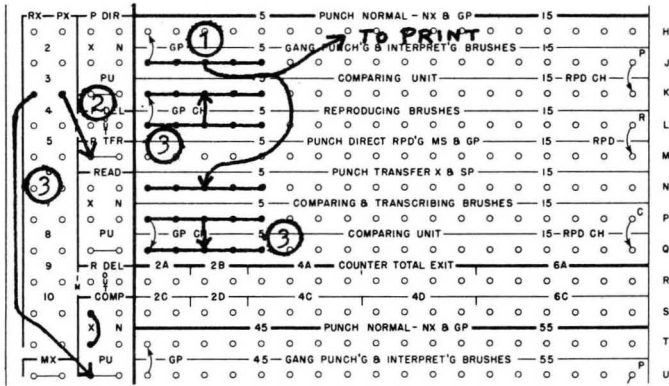 RX PX P DIR 5 PUNCH NORMAL - NX & GP 15
H
2 X N GP 5 GANG PUNCH'G & INTERPRET'G BRUSHES 15 P
1 TO PRINT
J
3 PU 5 COMPARING UNIT 15 - RPD CH
K
2
4 DEL GP CH 5 REPRODUCING BRUSHES 15 R
L
3
5 R TFR 5 PUNCH DIRECT RPD'G MS & GP 15 RPD
M
READ 5 PUNCH TRANSFER X & SP 15
3
N
X N 5 COMPARING & TRANSCRIBING BRUSHES 15 C
P
8 PU GP CH 5 COMPARING UNIT 15 - RPD CH
3
Q
9 R DEL 2A 2B 4A COUNTER TOTAL EXIT 6A
OUT
R
M
10 COMP 2C 2D 4C 4D 6C
S
X N 45 PUNCH NORMAL - NX & GP 55
T
MX PU GP 45 GANG PUNCH'G & INTERPRET'G BRUSHES 55 P
U